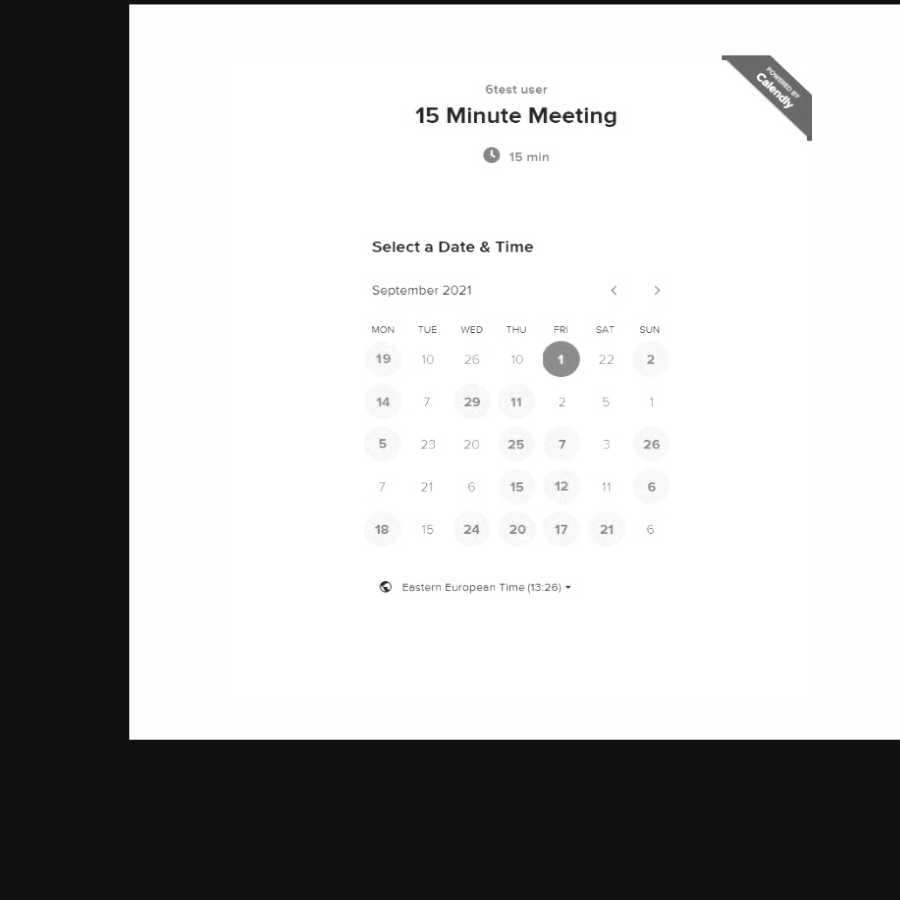 POWERED BY
Calendly
6test user
15 Minute Meeting
15 min
Select a Date & Time
September 2021
MON TUE WED THU FRI SAT SUN
19 10 26 10 1 22 2
14 7 29 11 2 5 1
5 23 20 25 7 3 26
7 21 6 15 12 11 6
18 15 24 20 17 21 6
Eastern European Time (13:26)